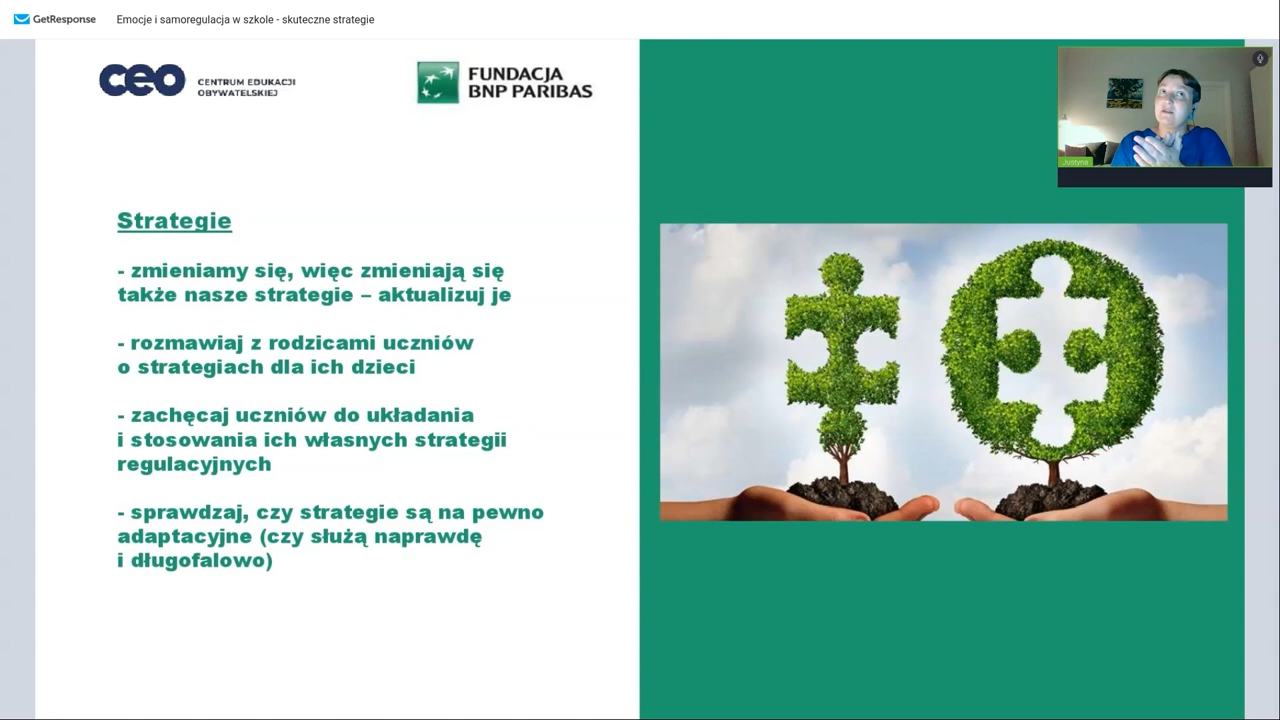 GetResponse
Emocje i samoregulacja w szkole - skuteczne strategie
ceo
CENTRUM EDUKACJI
OBYWATELSKIEJ
FUNDACJA
BNP PARIBAS
Justyna
Strategie
- zmieniamy się, więc zmieniają się
także nasze strategie – aktualizuj je
- rozmawiaj z rodzicami uczniów
o strategiach dla ich dzieci
- zachęcaj uczniów do układania
i stosowania ich własnych strategii
regulacyjnych
- sprawdzaj, czy strategie są na pewno
adaptacyjne (czy służą naprawdę
i długofalowo)